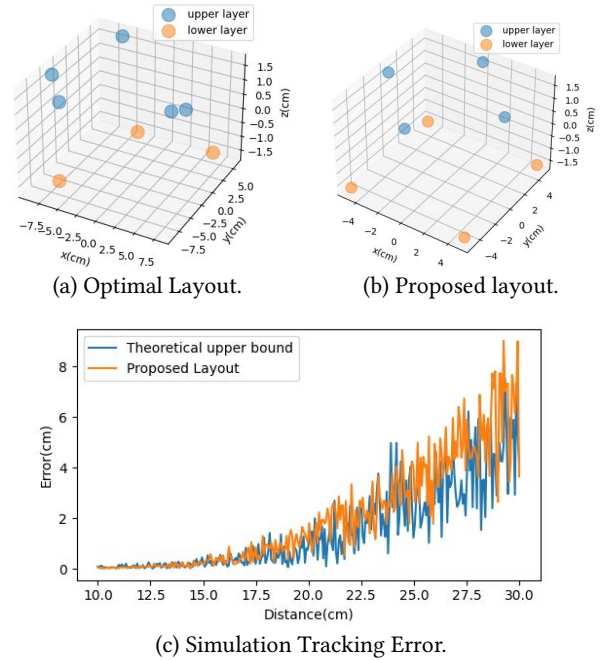 upper layer
lower layer
1.5
1.0
0.5
0.0
−0.5
−1.0
−1.5
z(cm)
−7.5
−5.0
−2.5
0.0
2.5
5.0
7.5
x(cm)
−7.5
−5.0
−2.5
0.0
2.5
5.0
y(cm)
(a) Optimal Layout.
upper layer
lower layer
1.5
1.0
0.5
0.0
−0.5
−1.0
−1.5
z(cm)
−4
−2
0
2
4
x(cm)
−4
−2
0
2
4
y(cm)
(b) Proposed layout.
Theoretical upper bound
Proposed Layout
8
6
4
2
0
Error(cm)
10.0 12.5 15.0 17.5 20.0 22.5 25.0 27.5 30.0
Distance(cm)
(c) Simulation Tracking Error.